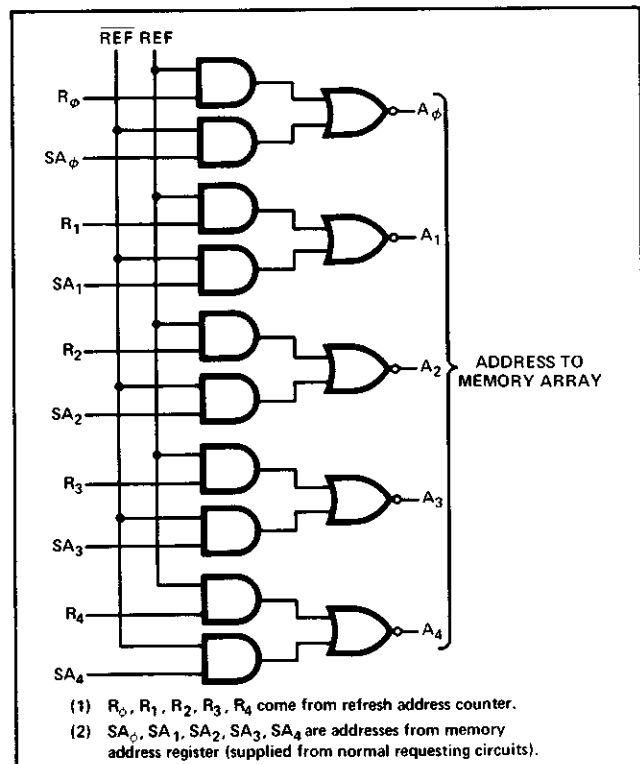 R̅E̅F̅ REF
Rϕ
SAϕ
Aϕ
R₁
SA₁
A₁
R₂
SA₂
A₂
ADDRESS TO
MEMORY ARRAY
R₃
SA₃
A₃
R₄
SA₄
A₄
(1) Rϕ, R₁, R₂, R₃, R₄ come from refresh address counter.
(2) SAϕ, SA₁, SA₂, SA₃, SA₄ are addresses from memory
address register (supplied from normal requesting circuits).